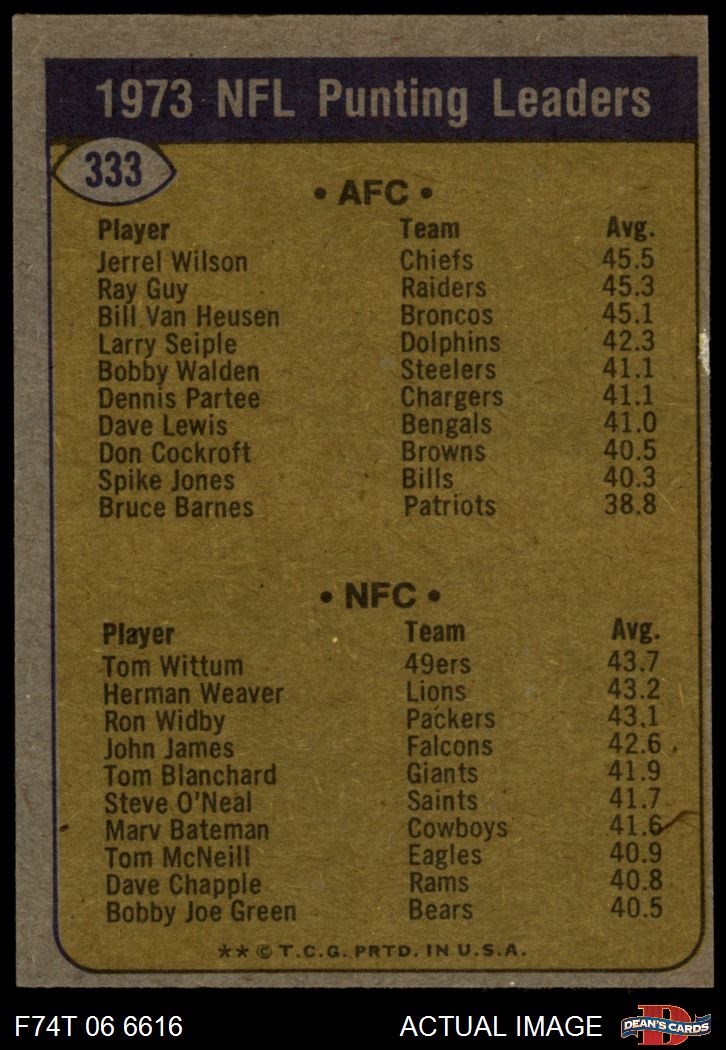 1973 NFL Punting Leaders
333
• AFC •
Player Team Avg.
Jerrel Wilson Chiefs 45.5
Ray Guy Raiders 45.3
Bill Van Heusen Broncos 45.1
Larry Seiple Dolphins 42.3
Bobby Walden Steelers 41.1
Dennis Partee Chargers 41.1
Dave Lewis Bengals 41.0
Don Cockroft Browns 40.5
Spike Jones Bills 40.3
Bruce Barnes Patriots 38.8
• NFC •
Player Team Avg.
Tom Wittum 49ers 43.7
Herman Weaver Lions 43.2
Ron Widby Packers 43.1
John James Falcons 42.6
Tom Blanchard Giants 41.9
Steve O'Neal Saints 41.7
Marv Bateman Cowboys 41.6
Tom McNeill Eagles 40.9
Dave Chapple Rams 40.8
Bobby Joe Green Bears 40.5
** © T.C.G. PRTD. IN U.S.A.
F74T 06 6616 ACTUAL IMAGE D DEAN'S CARDS